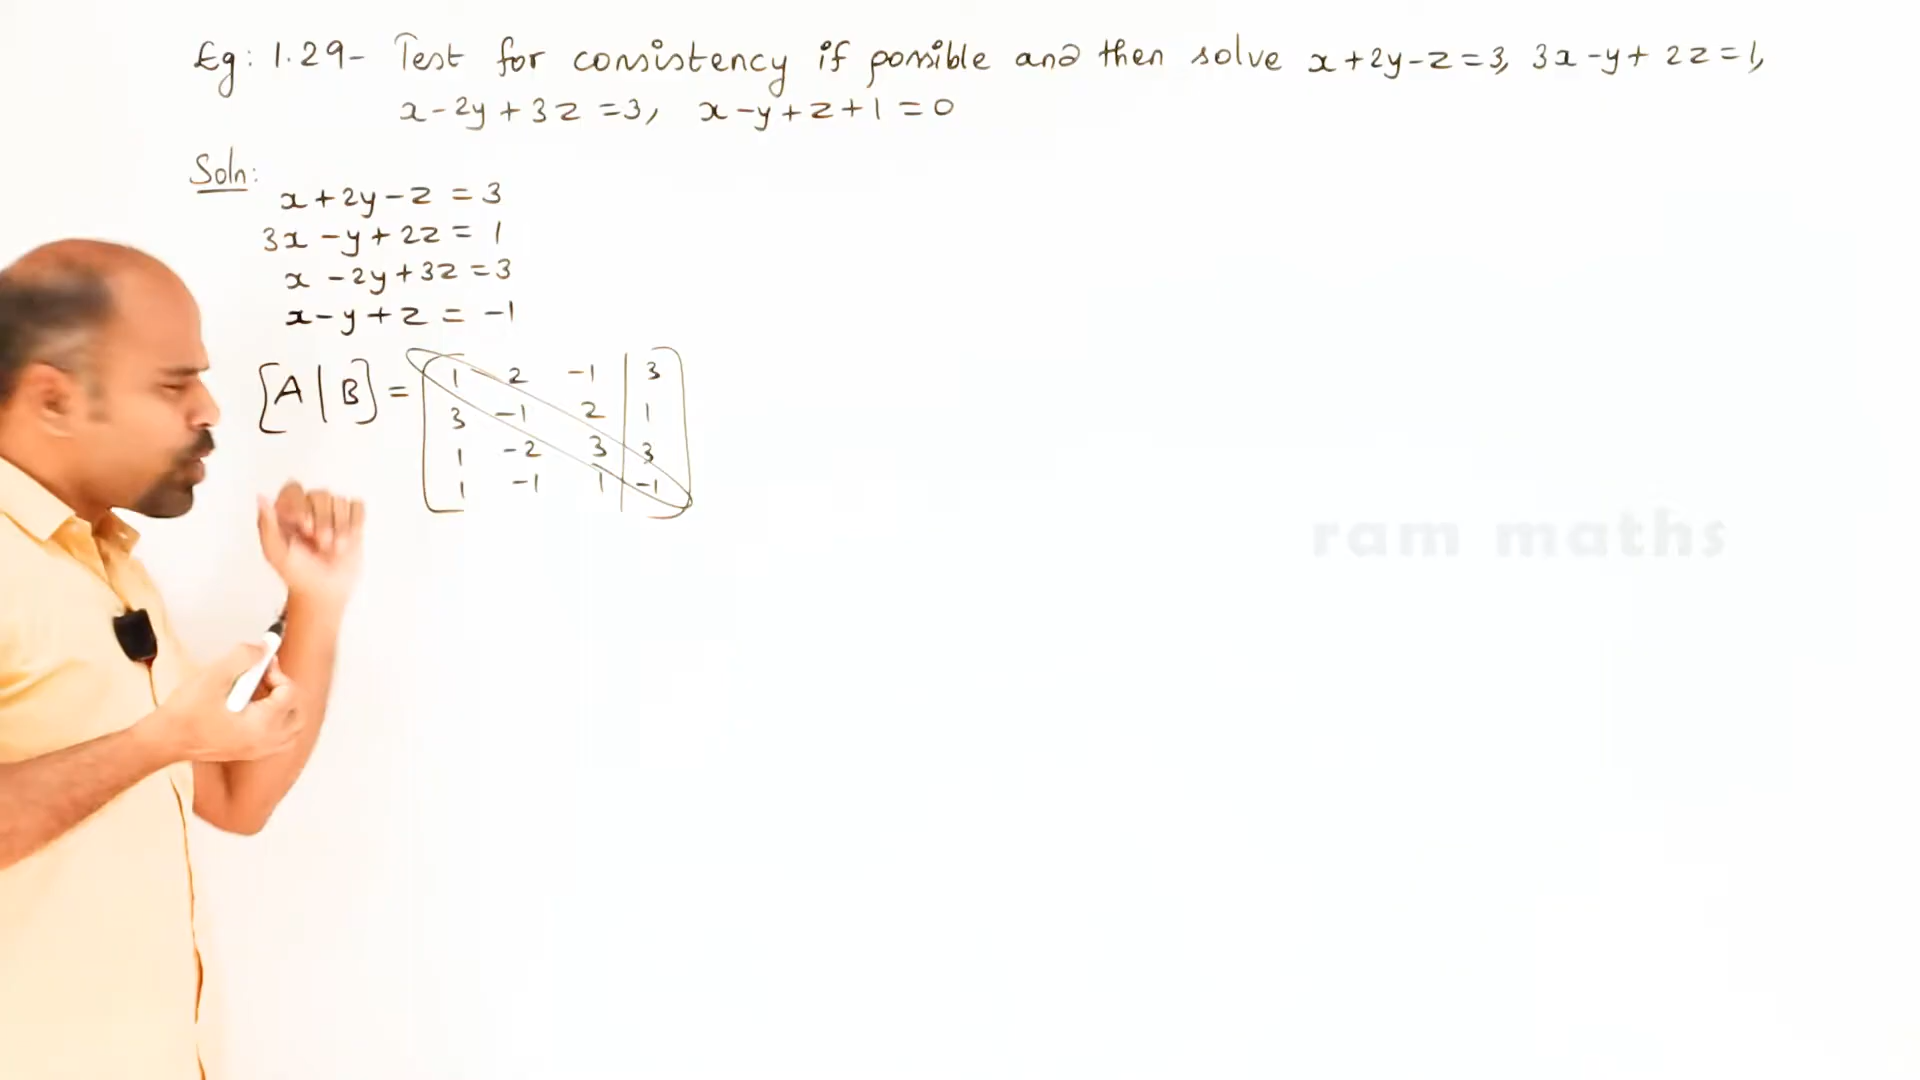 Eg: 1.29- Test for consistency if possible and then solve x+2y-z=3, 3x-y+2z=1,
x-2y+3z=3, x-y+z+1=0
Soln:
x+2y-z=3
3x-y+2z=1
x-2y+3z=3
x-y+z=-1
[A|B]=
1 2 -1 | 3
3 -1 2 | 1
1 -2 3 | 3
1 -1 1 | -1
ram maths